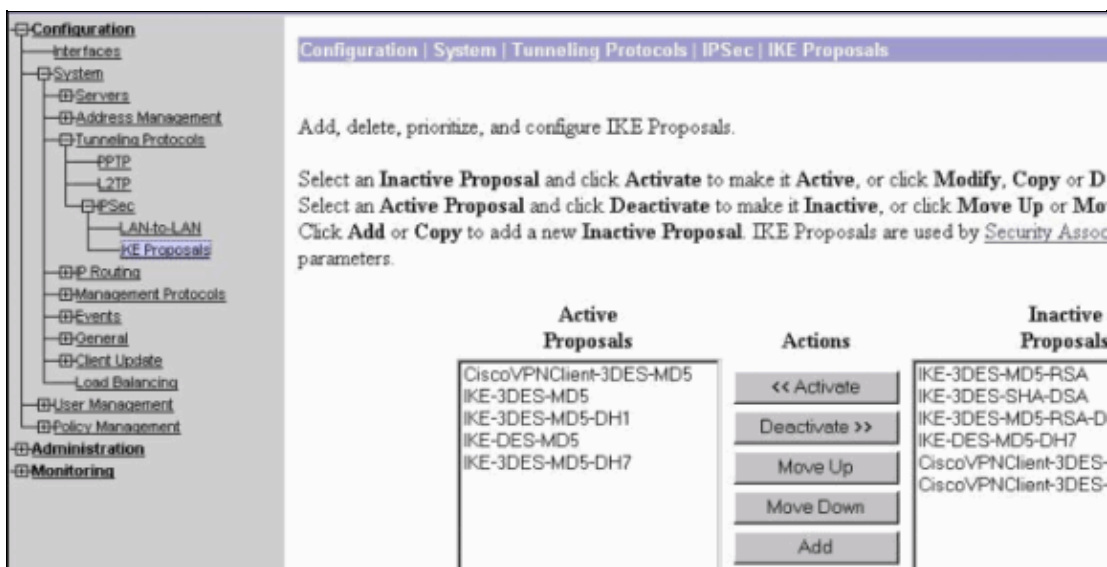 Configuration
Interfaces
System
Servers
Address Management
Tunneling Protocols
PPTP
L2TP
IPSec
LAN-to-LAN
IKE Proposals
IP Routing
Management Protocols
Events
General
Client Update
Load Balancing
User Management
Policy Management
Administration
Monitoring
Configuration | System | Tunneling Protocols | IPSec | IKE Proposals
Add, delete, prioritize, and configure IKE Proposals.
Select an Inactive Proposal and click Activate to make it Active, or click Modify, Copy or D
Select an Active Proposal and click Deactivate to make it Inactive, or click Move Up or Mo
Click Add or Copy to add a new Inactive Proposal. IKE Proposals are used by Security Assoc
parameters.
Active
Proposals
CiscoVPNClient-3DES-MD5
IKE-3DES-MD5
IKE-3DES-MD5-DH1
IKE-DES-MD5
IKE-3DES-MD5-DH7
Actions
<< Activate
Deactivate >>
Move Up
Move Down
Add
Inactive
Proposals
IKE-3DES-MD5-RSA
IKE-3DES-SHA-DSA
IKE-3DES-MD5-RSA-D
IKE-DES-MD5-DH7
CiscoVPNClient-3DES-
CiscoVPNClient-3DES-